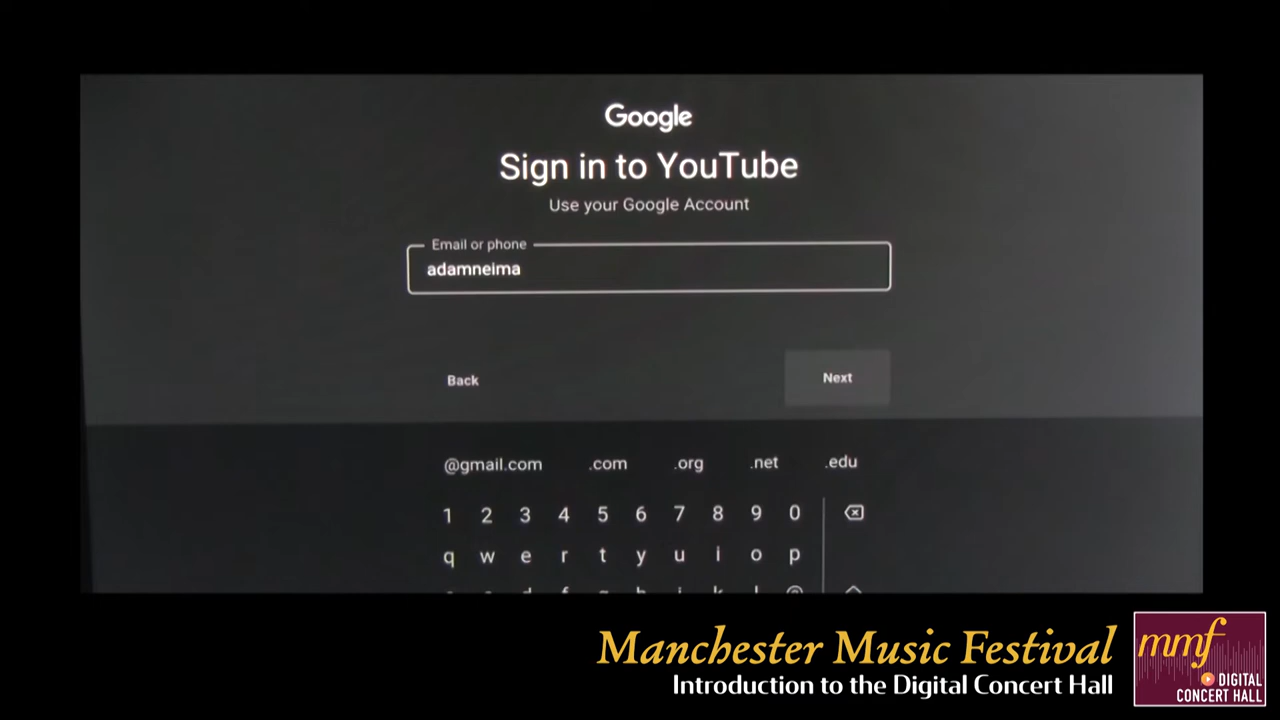 Google
Sign in to YouTube
Use your Google Account
Email or phone
adamneima
Back Next
@gmail.com .com .org .net .edu
1 2 3 4 5 6 7 8 9 0
q w e r t y u i o p
Manchester Music Festival
Introduction to the Digital Concert Hall
mmf
DIGITAL
CONCERT HALL